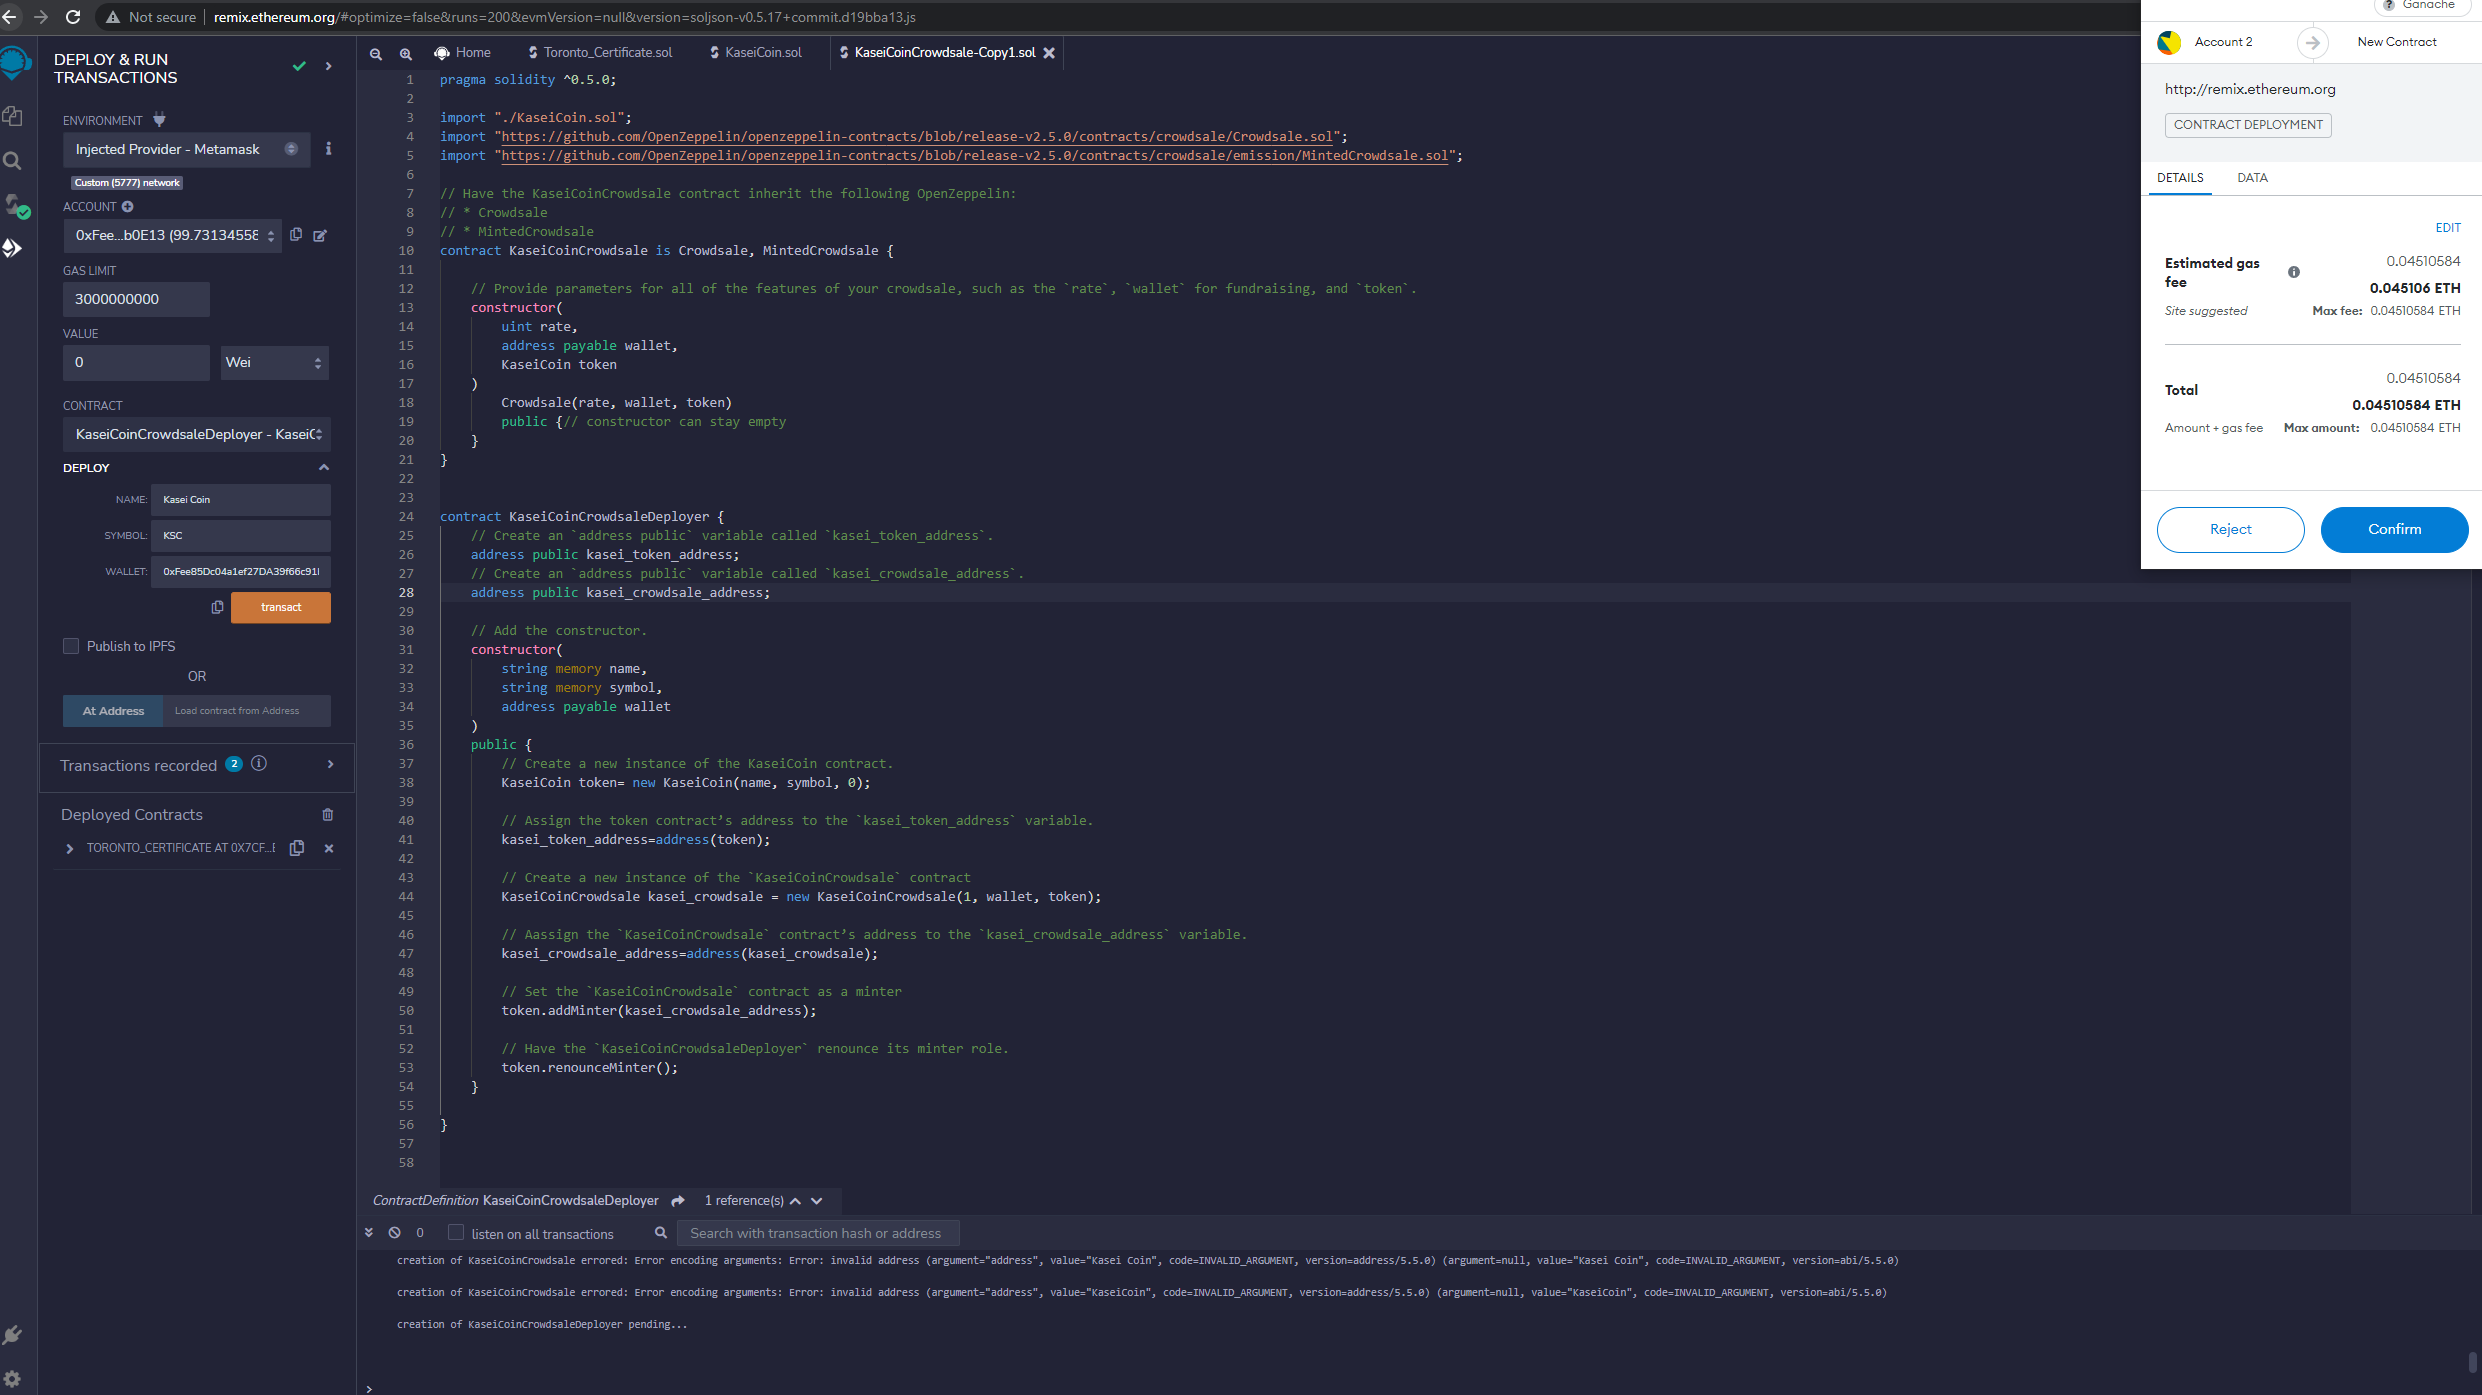 Not secure
remix.ethereum.org/#optimize=false&runs=200&evmVersion=null&version=soljson-v0.5.17+commit.d19bba13.js
DEPLOY & RUN
TRANSACTIONS
ENVIRONMENT
Injected Provider - Metamask
Custom (5777) network
ACCOUNT
0xFee...b0E13 (99.73134558
GAS LIMIT
3000000000
VALUE
0
Wei
CONTRACT
KaseiCoinCrowdsaleDeployer - KaseiC
DEPLOY
NAME: Kasei Coin
SYMBOL: KSC
WALLET: 0xFee85Dc04a1ef27DA39f66c91
transact
Publish to IPFS
OR
At Address
Load contract from Address
Transactions recorded 2
Deployed Contracts
TORONTO_CERTIFICATE AT 0X7CF...E
Home
Toronto_Certificate.sol
KaseiCoin.sol
KaseiCoinCrowdsale-Copy1.sol
1 pragma solidity ^0.5.0;
2
3 import "./KaseiCoin.sol";
4 import "https://github.com/OpenZeppelin/openzeppelin-contracts/blob/release-v2.5.0/contracts/crowdsale/Crowdsale.sol";
5 import "https://github.com/OpenZeppelin/openzeppelin-contracts/blob/release-v2.5.0/contracts/crowdsale/emission/MintedCrowdsale.sol";
6
7 // Have the KaseiCoinCrowdsale contract inherit the following OpenZeppelin:
8 // * Crowdsale
9 // * MintedCrowdsale
10 contract KaseiCoinCrowdsale is Crowdsale, MintedCrowdsale {
11
12 // Provide parameters for all of the features of your crowdsale, such as the `rate`, `wallet` for fundraising, and `token`.
13 constructor(
14 uint rate,
15 address payable wallet,
16 KaseiCoin token
17 )
18 Crowdsale(rate, wallet, token)
19 public {// constructor can stay empty
20 }
21 }
22
23
24 contract KaseiCoinCrowdsaleDeployer {
25 // Create an `address public` variable called `kasei_token_address`.
26 address public kasei_token_address;
27 // Create an `address public` variable called `kasei_crowdsale_address`.
28 address public kasei_crowdsale_address;
29
30 // Add the constructor.
31 constructor(
32 string memory name,
33 string memory symbol,
34 address payable wallet
35 )
36 public {
37 // Create a new instance of the KaseiCoin contract.
38 KaseiCoin token= new KaseiCoin(name, symbol, 0);
39
40 // Assign the token contract’s address to the `kasei_token_address` variable.
41 kasei_token_address=address(token);
42
43 // Create a new instance of the `KaseiCoinCrowdsale` contract
44 KaseiCoinCrowdsale kasei_crowdsale = new KaseiCoinCrowdsale(1, wallet, token);
45
46 // Aassign the `KaseiCoinCrowdsale` contract’s address to the `kasei_crowdsale_address` variable.
47 kasei_crowdsale_address=address(kasei_crowdsale);
48
49 // Set the `KaseiCoinCrowdsale` contract as a minter
50 token.addMinter(kasei_crowdsale_address);
51
52 // Have the `KaseiCoinCrowdsaleDeployer` renounce its minter role.
53 token.renounceMinter();
54 }
55
56 }
57
58
ContractDefinition KaseiCoinCrowdsaleDeployer
1 reference(s)
0
listen on all transactions
Search with transaction hash or address
creation of KaseiCoinCrowdsale errored: Error encoding arguments: Error: invalid address (argument="address", value="Kasei Coin", code=INVALID_ARGUMENT, version=address/5.5.0) (argument=null, value="Kasei Coin", code=INVALID_ARGUMENT, version=abi/5.5.0)
creation of KaseiCoinCrowdsale errored: Error encoding arguments: Error: invalid address (argument="address", value="KaseiCoin", code=INVALID_ARGUMENT, version=address/5.5.0) (argument=null, value="KaseiCoin", code=INVALID_ARGUMENT, version=abi/5.5.0)
creation of KaseiCoinCrowdsaleDeployer pending...
>
Ganache
Account 2
New Contract
http://remix.ethereum.org
CONTRACT DEPLOYMENT
DETAILS
DATA
EDIT
Estimated gas
fee
0.04510584
0.045106 ETH
Site suggested
Max fee: 0.04510584 ETH
Total
0.04510584
0.04510584 ETH
Amount + gas fee
Max amount: 0.04510584 ETH
Reject
Confirm